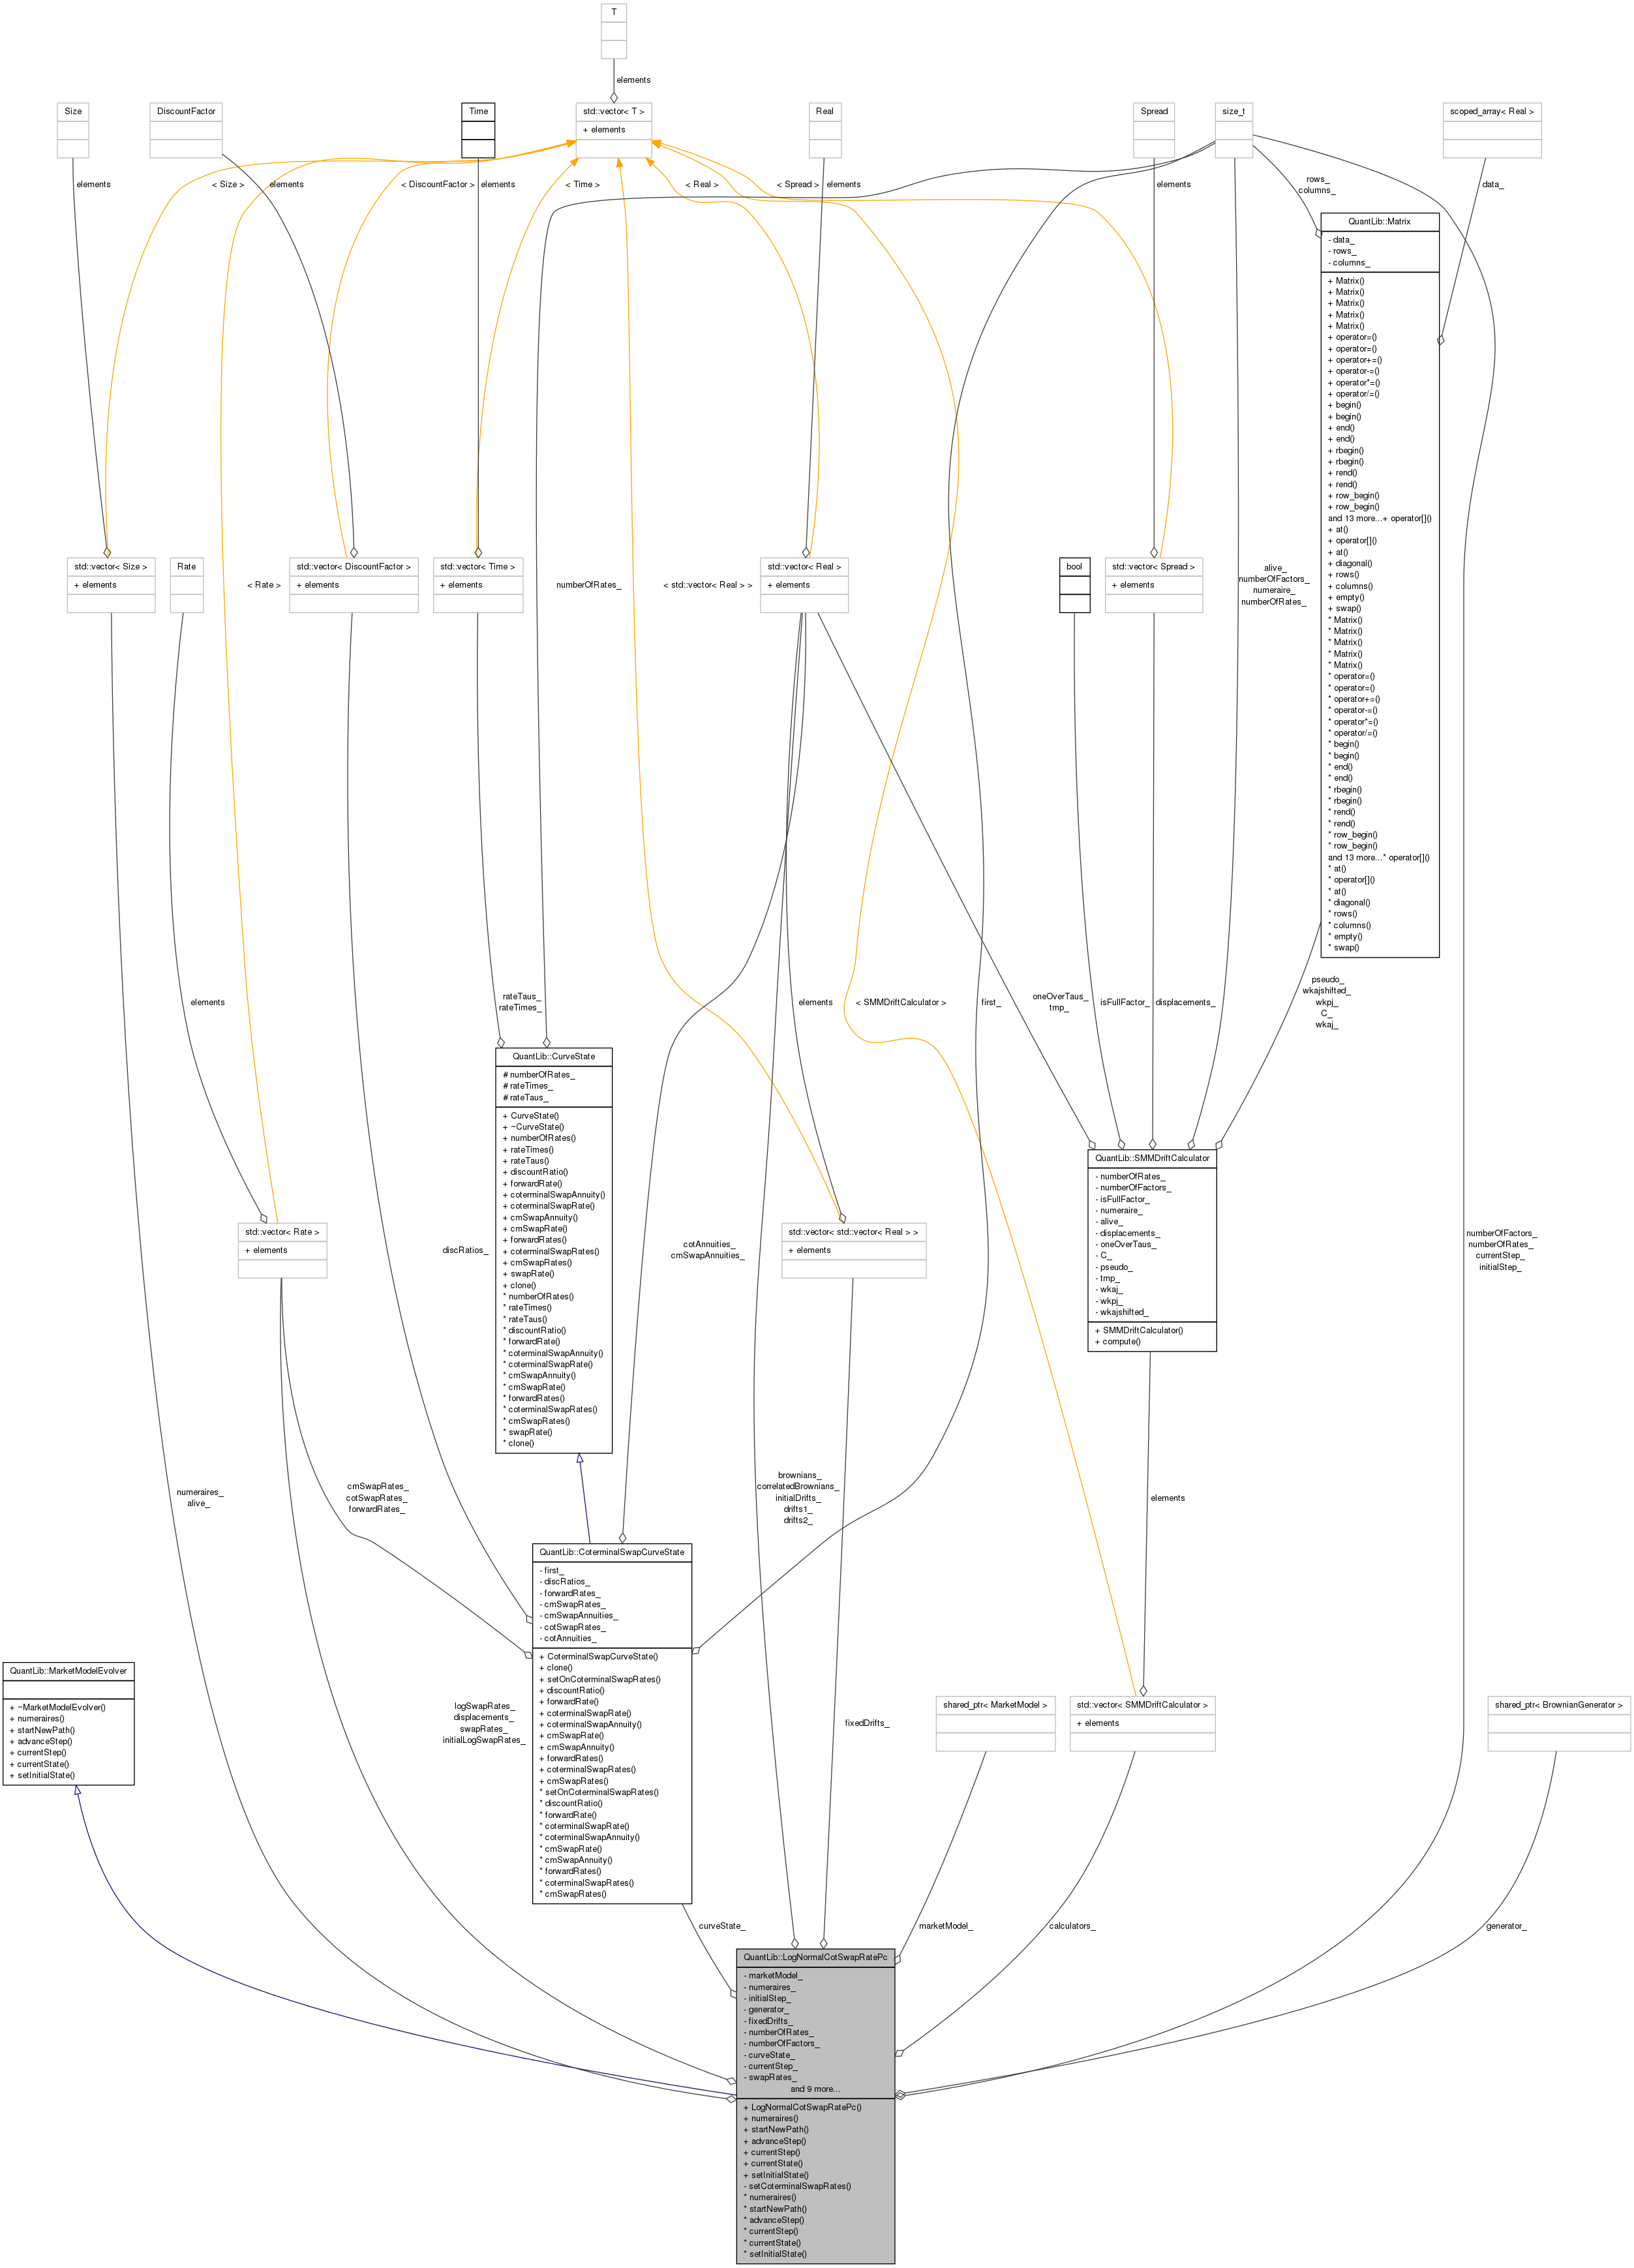 T
elements
Size
DiscountFactor
Time
std::vector< T >
+ elements
Real
Spread
size_t
scoped_array< Real >
elements
< Size >
elements
< DiscountFactor >
elements
< Time >
< Real >
elements
< Spread >
elements
rows_
columns_
data_
QuantLib::Matrix
- data_
- rows_
- columns_
+ Matrix()
+ Matrix()
+ Matrix()
+ Matrix()
+ Matrix()
+ operator=()
+ operator=()
+ operator+=()
+ operator-=()
+ operator*=()
+ operator/=()
+ begin()
+ begin()
+ end()
+ end()
+ rbegin()
+ rbegin()
+ rend()
+ rend()
+ row_begin()
+ row_begin()
and 13 more...+ operator[]()
+ at()
+ operator[]()
+ at()
+ diagonal()
+ rows()
+ columns()
+ empty()
+ swap()
* Matrix()
* Matrix()
* Matrix()
* Matrix()
* Matrix()
* operator=()
* operator=()
* operator+=()
* operator-=()
* operator*=()
* operator/=()
* begin()
* begin()
* end()
* end()
* rbegin()
* rbegin()
* rend()
* rend()
* row_begin()
* row_begin()
and 13 more...* operator[]()
* at()
* operator[]()
* at()
* diagonal()
* rows()
* columns()
* empty()
* swap()
std::vector< Size >
+ elements
Rate
< Rate >
std::vector< DiscountFactor >
+ elements
std::vector< Time >
+ elements
numberOfRates_
< std::vector< Real > >
std::vector< Real >
+ elements
bool
std::vector< Spread >
+ elements
alive_
numberOfFactors_
numeraire_
numberOfRates_
elements
rateTaus_
rateTimes_
elements
< SMMDriftCalculator >
first_
oneOverTaus_
tmp_
isFullFactor_
displacements_
pseudo_
wkajshifted_
wkpj_
C_
wkaj_
QuantLib::CurveState
# numberOfRates_
# rateTimes_
# rateTaus_
+ CurveState()
+ ~CurveState()
+ numberOfRates()
+ rateTimes()
+ rateTaus()
+ discountRatio()
+ forwardRate()
+ coterminalSwapAnnuity()
+ coterminalSwapRate()
+ cmSwapAnnuity()
+ cmSwapRate()
+ forwardRates()
+ coterminalSwapRates()
+ cmSwapRates()
+ swapRate()
+ clone()
* numberOfRates()
* rateTimes()
* rateTaus()
* discountRatio()
* forwardRate()
* coterminalSwapAnnuity()
* coterminalSwapRate()
* cmSwapAnnuity()
* cmSwapRate()
* forwardRates()
* coterminalSwapRates()
* cmSwapRates()
* swapRate()
* clone()
QuantLib::SMMDriftCalculator
- numberOfRates_
- numberOfFactors_
- isFullFactor_
- numeraire_
- alive_
- displacements_
- oneOverTaus_
- C_
- pseudo_
- tmp_
- wkaj_
- wkpj_
- wkajshifted_
+ SMMDriftCalculator()
+ compute()
std::vector< Rate >
+ elements
discRatios_
cotAnnuities_
cmSwapAnnuities_
std::vector< std::vector< Real > >
+ elements
numberOfFactors_
numberOfRates_
currentStep_
initialStep_
numeraires_
alive_
cmSwapRates_
cotSwapRates_
forwardRates_
brownians_
correlatedBrownians_
initialDrifts_
drifts1_
drifts2_
elements
QuantLib::CoterminalSwapCurveState
- first_
- discRatios_
- forwardRates_
- cmSwapRates_
- cmSwapAnnuities_
- cotSwapRates_
- cotAnnuities_
+ CoterminalSwapCurveState()
+ clone()
+ setOnCoterminalSwapRates()
+ discountRatio()
+ forwardRate()
+ coterminalSwapRate()
+ coterminalSwapAnnuity()
+ cmSwapRate()
+ cmSwapAnnuity()
+ forwardRates()
+ coterminalSwapRates()
+ cmSwapRates()
* setOnCoterminalSwapRates()
* discountRatio()
* forwardRate()
* coterminalSwapRate()
* coterminalSwapAnnuity()
* cmSwapRate()
* cmSwapAnnuity()
* forwardRates()
* coterminalSwapRates()
* cmSwapRates()
QuantLib::MarketModelEvolver
+ ~MarketModelEvolver()
+ numeraires()
+ startNewPath()
+ advanceStep()
+ currentStep()
+ currentState()
+ setInitialState()
logSwapRates_
displacements_
swapRates_
initialLogSwapRates_
fixedDrifts_
shared_ptr< MarketModel >
std::vector< SMMDriftCalculator >
+ elements
shared_ptr< BrownianGenerator >
curveState_
marketModel_
calculators_
generator_
QuantLib::LogNormalCotSwapRatePc
- marketModel_
- numeraires_
- initialStep_
- generator_
- fixedDrifts_
- numberOfRates_
- numberOfFactors_
- curveState_
- currentStep_
- swapRates_
and 9 more...
+ LogNormalCotSwapRatePc()
+ numeraires()
+ startNewPath()
+ advanceStep()
+ currentStep()
+ currentState()
+ setInitialState()
- setCoterminalSwapRates()
* numeraires()
* startNewPath()
* advanceStep()
* currentStep()
* currentState()
* setInitialState()